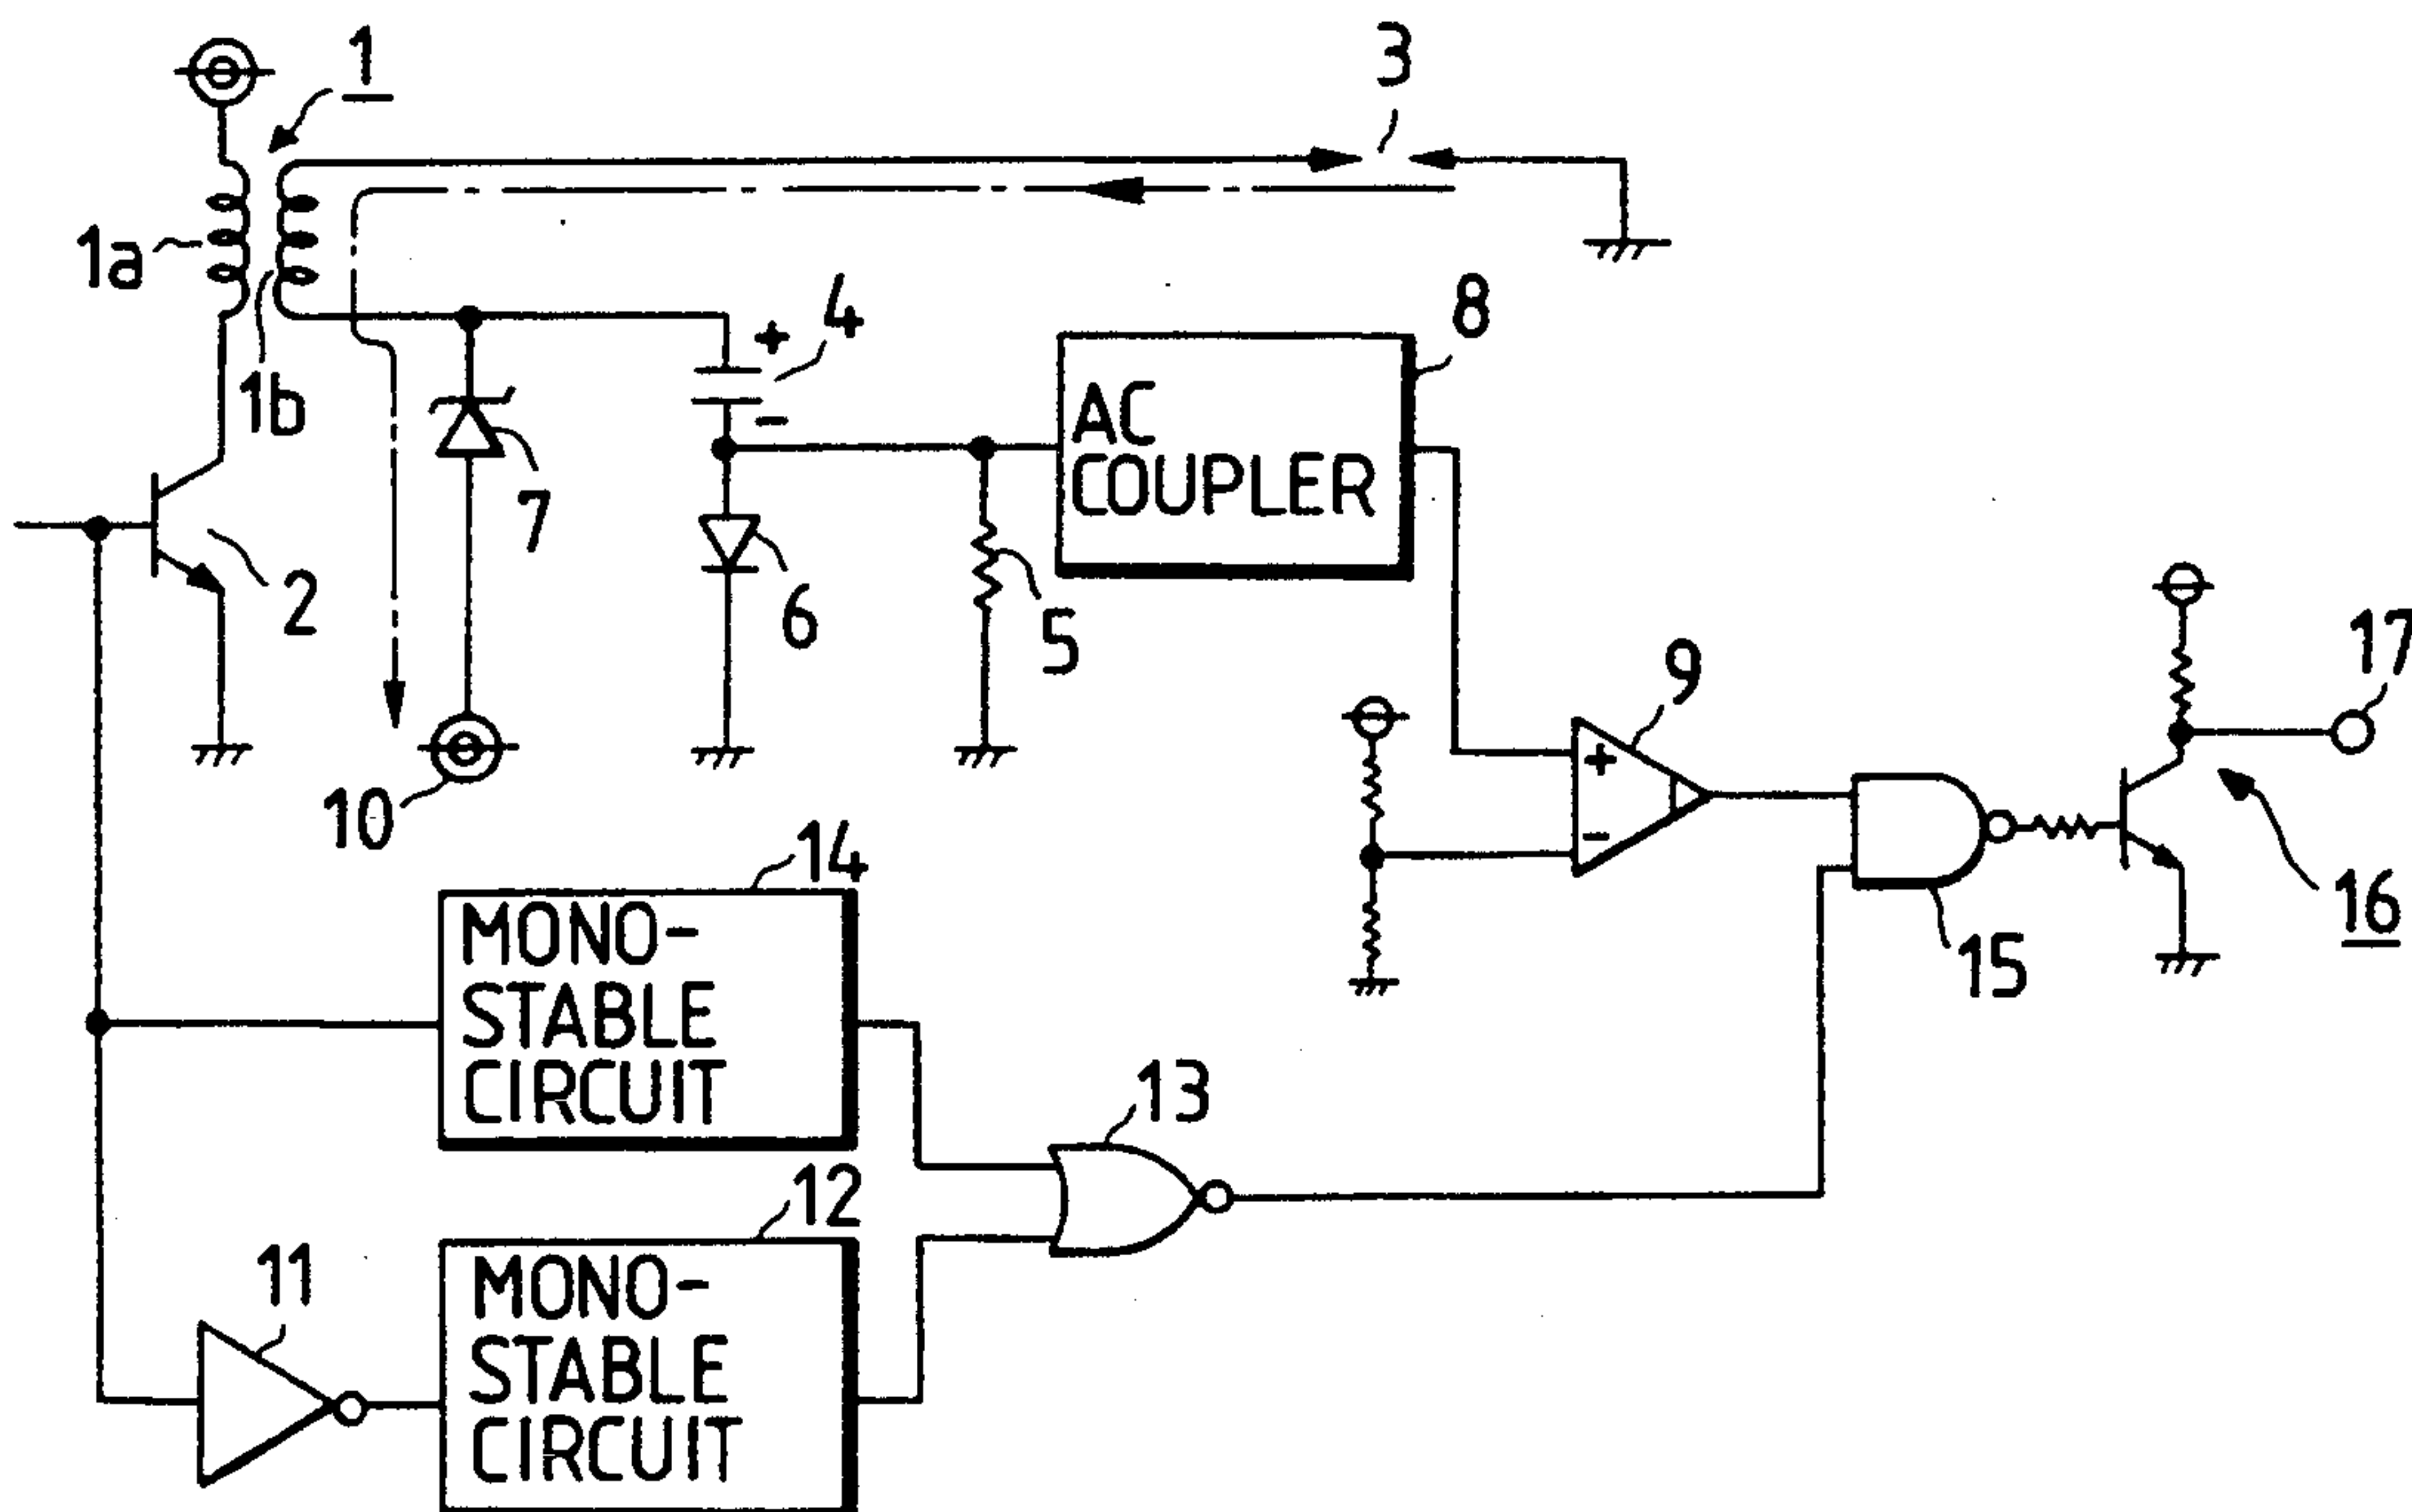 1
3
1a
1b
4
+
-
8
AC
COUPLER
7
2
6
5
10
9
+
-
17
16
15
14
MONO-
STABLE
CIRCUIT
13
12
MONO-
STABLE
CIRCUIT
11